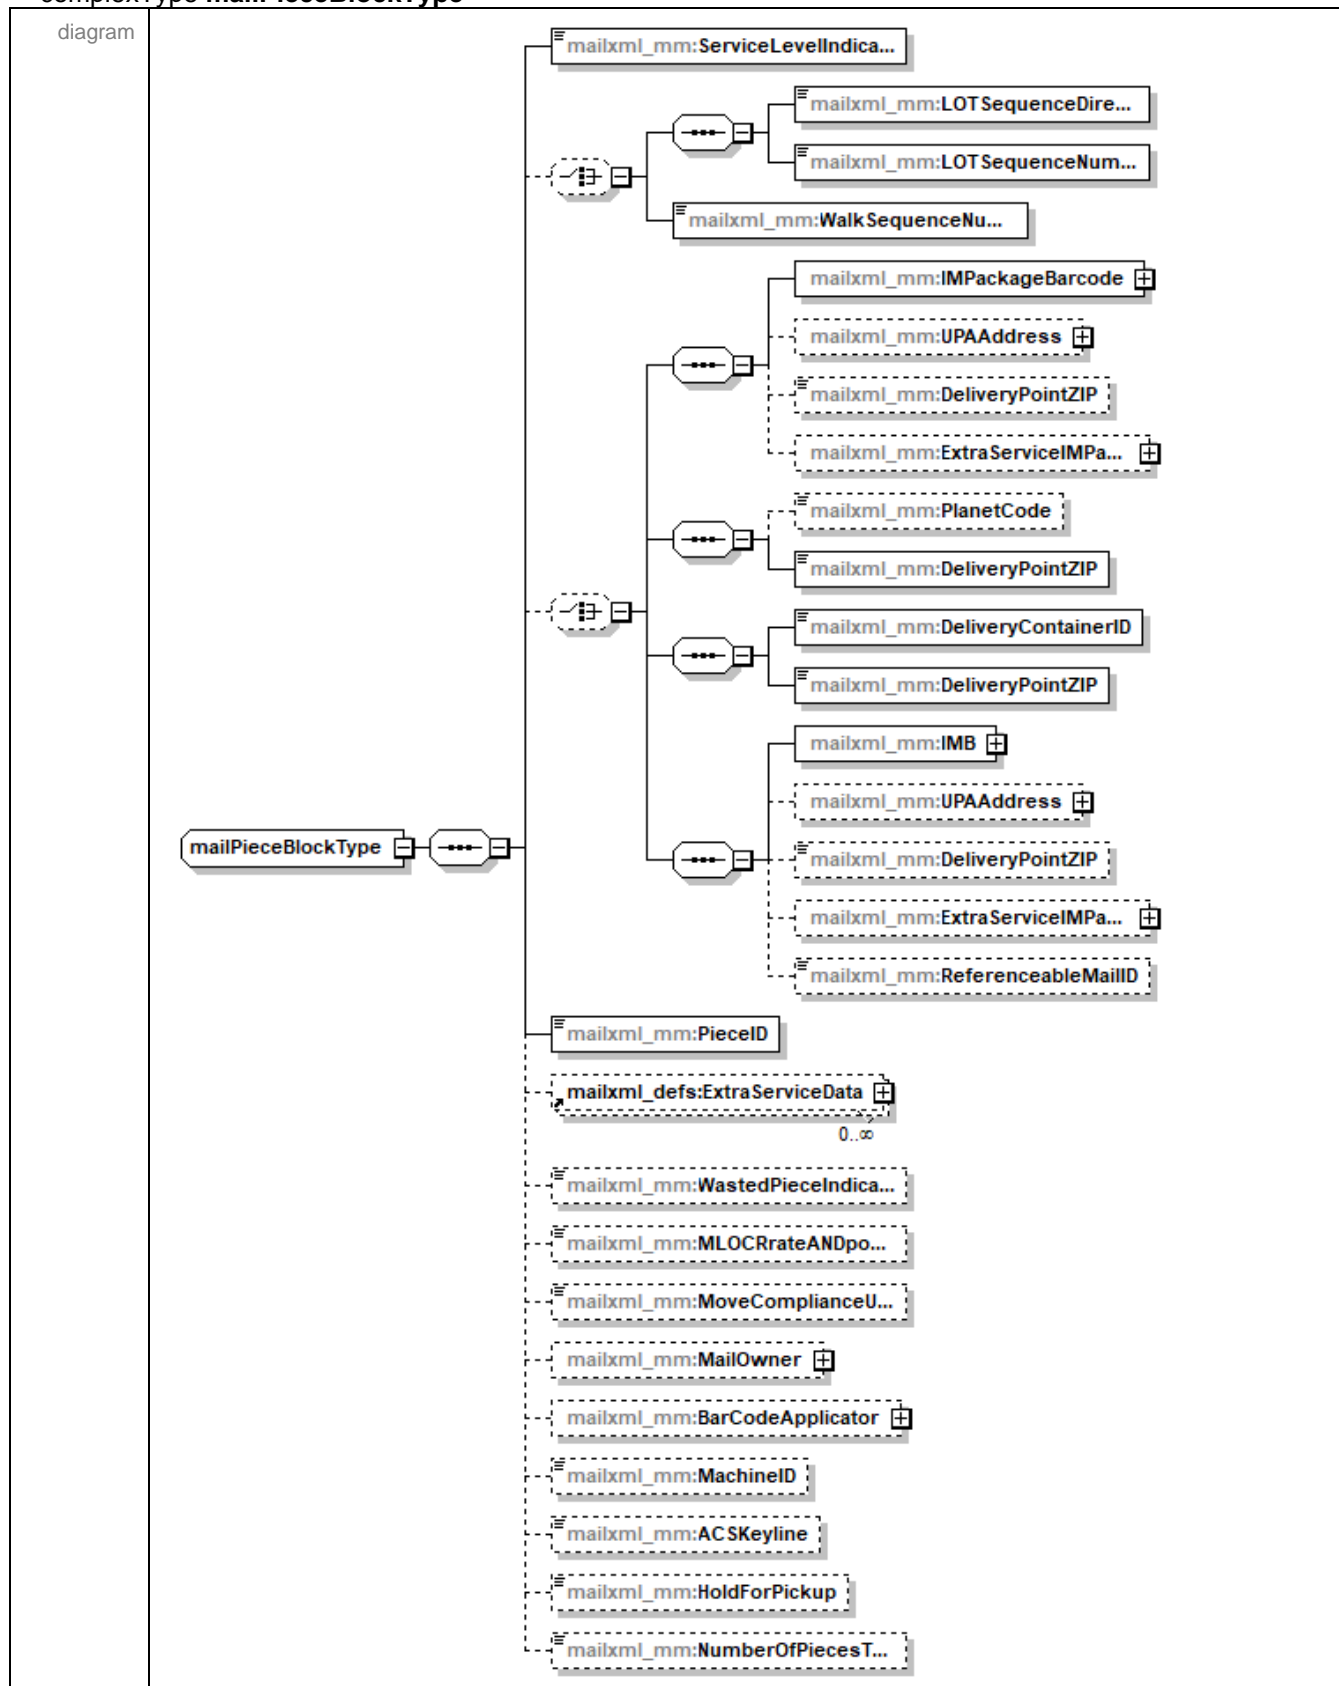 complexType mailPieceBlockType
diagram
mailxml_mm:ServiceLevelIndica...
mailxml_mm:LOTSequenceDire...
mailxml_mm:LOTSequenceNum...
mailxml_mm:WalkSequenceNu...
mailxml_mm:IMPackageBarcode
mailxml_mm:UPAAddress
mailxml_mm:DeliveryPointZIP
mailxml_mm:ExtraServiceIMPa...
mailxml_mm:PlanetCode
mailxml_mm:DeliveryPointZIP
mailxml_mm:DeliveryContainerID
mailxml_mm:DeliveryPointZIP
mailxml_mm:IMB
mailxml_mm:UPAAddress
mailPieceBlockType
mailxml_mm:DeliveryPointZIP
mailxml_mm:ExtraServiceIMPa...
mailxml_mm:ReferenceableMailID
mailxml_mm:PieceID
mailxml_defs:ExtraServiceData
0..∞
mailxml_mm:WastedPieceIndica...
mailxml_mm:MLOCRrateANDpo...
mailxml_mm:MoveComplianceU...
mailxml_mm:MailOwner
mailxml_mm:BarCodeApplicator
mailxml_mm:MachineID
mailxml_mm:ACSKeyline
mailxml_mm:HoldForPickup
mailxml_mm:NumberOfPiecesT...